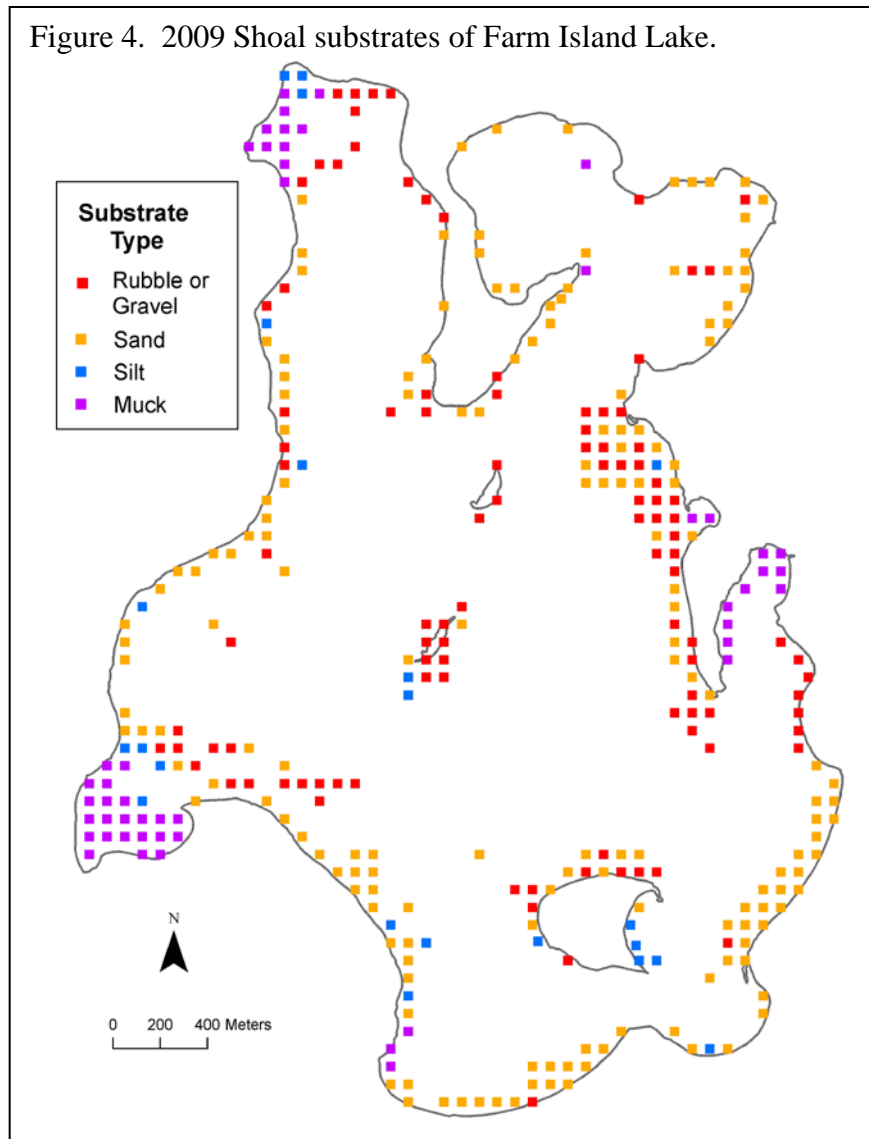 Figure 4.  2009 Shoal substrates of Farm Island Lake.
Substrate
Type
Rubble or
Gravel
Sand
Silt
Muck
N
0 200 400 Meters